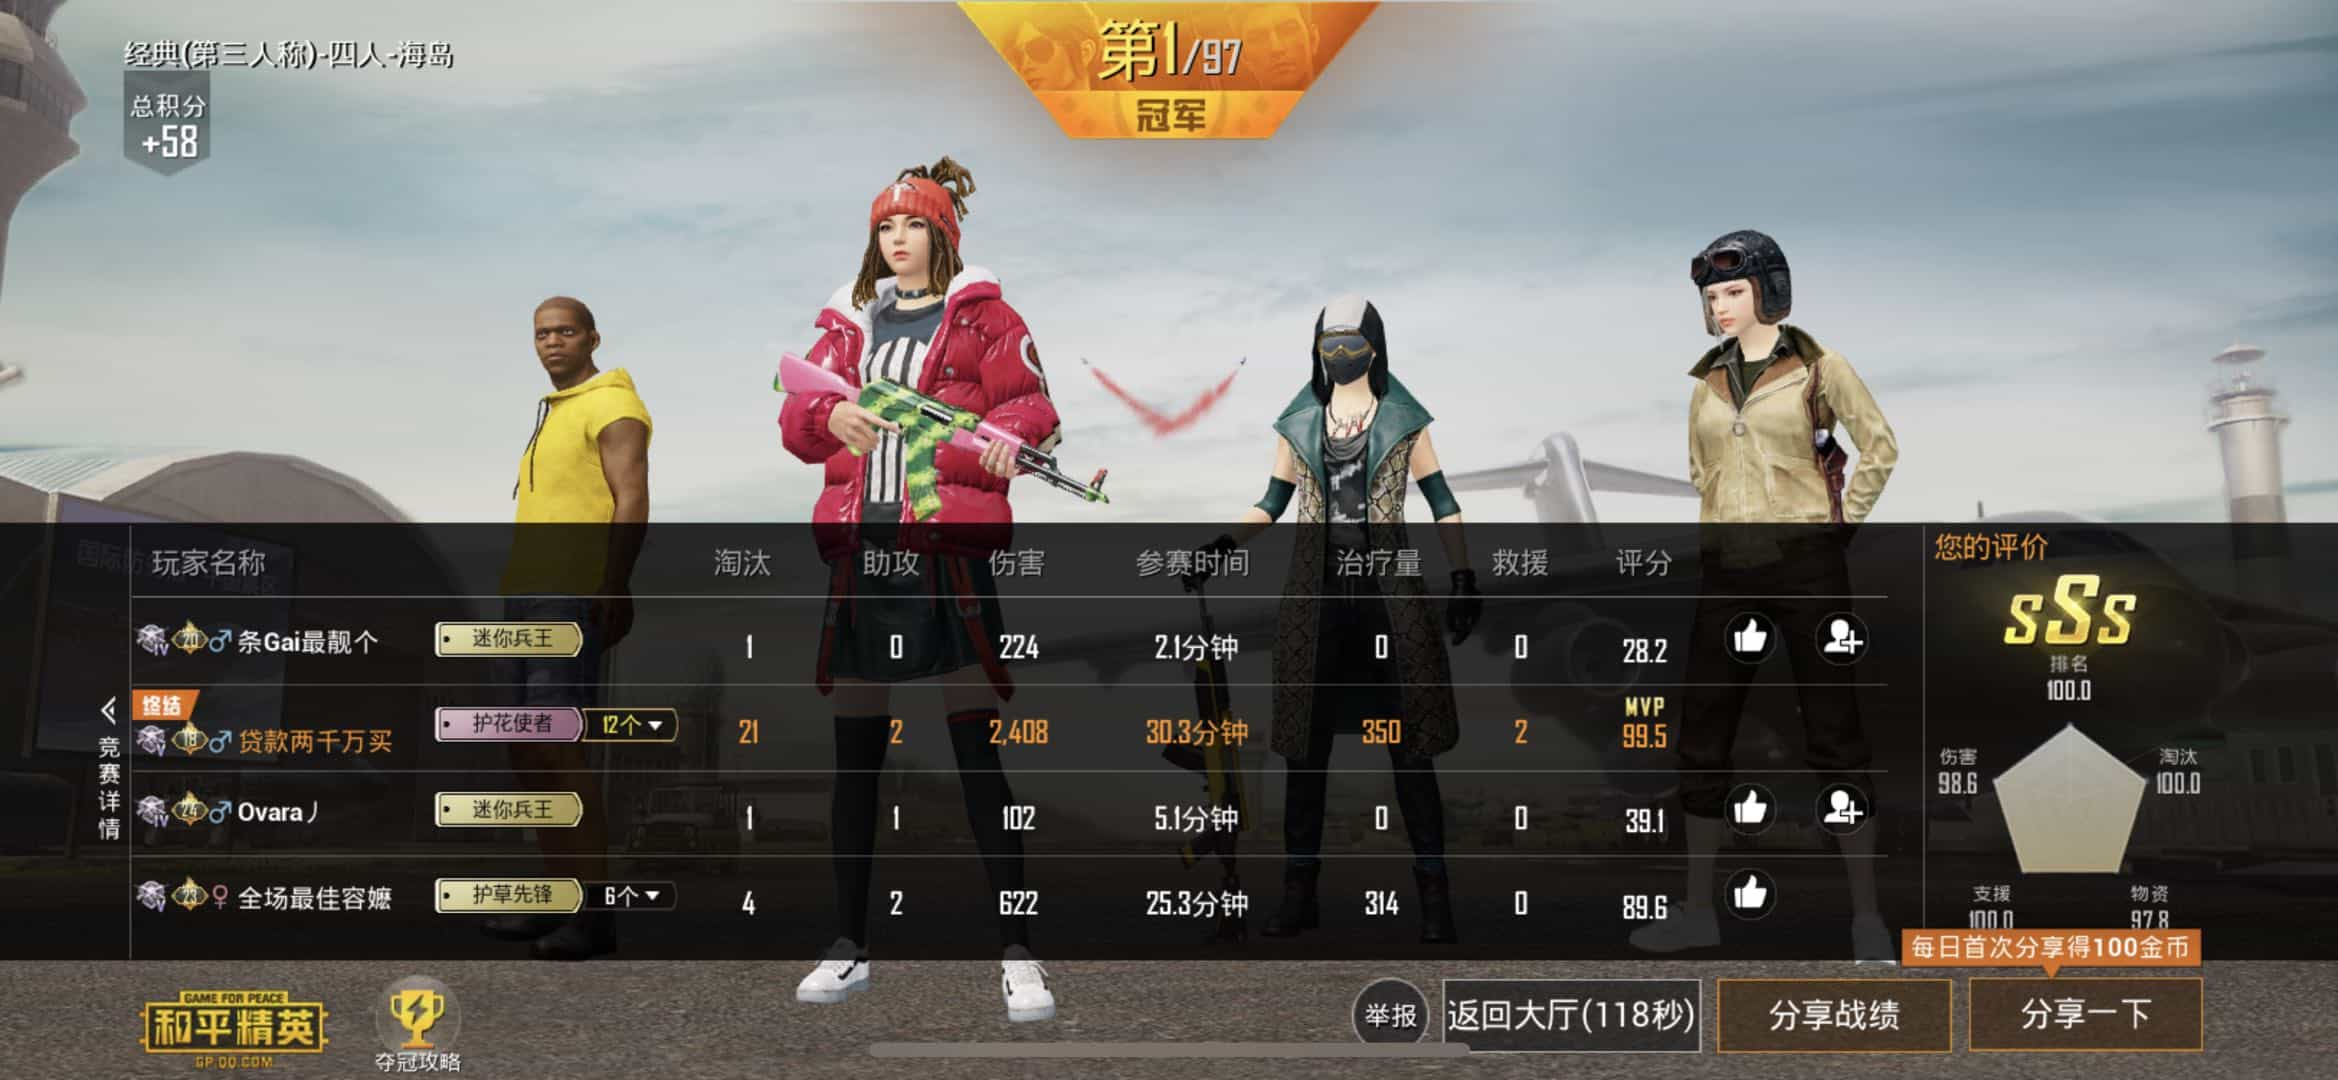 经典(第三人称)-四人-海岛
总积分
+58
第1/97
冠军
玩家名称 淘汰 助攻 伤害 参赛时间 治疗量 救援 评分
IV 20 条Gai最靓个 迷你兵王 1 0 224 2.1分钟 0 0 28.2
终结
18 贷款两千万买 护花使者 12个 21 2 2,408 30.3分钟 350 2 MVP 99.5
24 Ovara丿 迷你兵王 1 1 102 5.1分钟 0 0 39.1
23 全场最佳容嬷 护草先锋 6个 4 2 622 25.3分钟 314 0 89.6
竞赛详情
您的评价
SSS
排名
100.0
伤害
98.6
淘汰
100.0
支援
100.0
物资
97.8
每日首次分享得100金币
GAME FOR PEACE
和平精英
GP.QQ.COM
夺冠攻略
举报
返回大厅(118秒)
分享战绩
分享一下